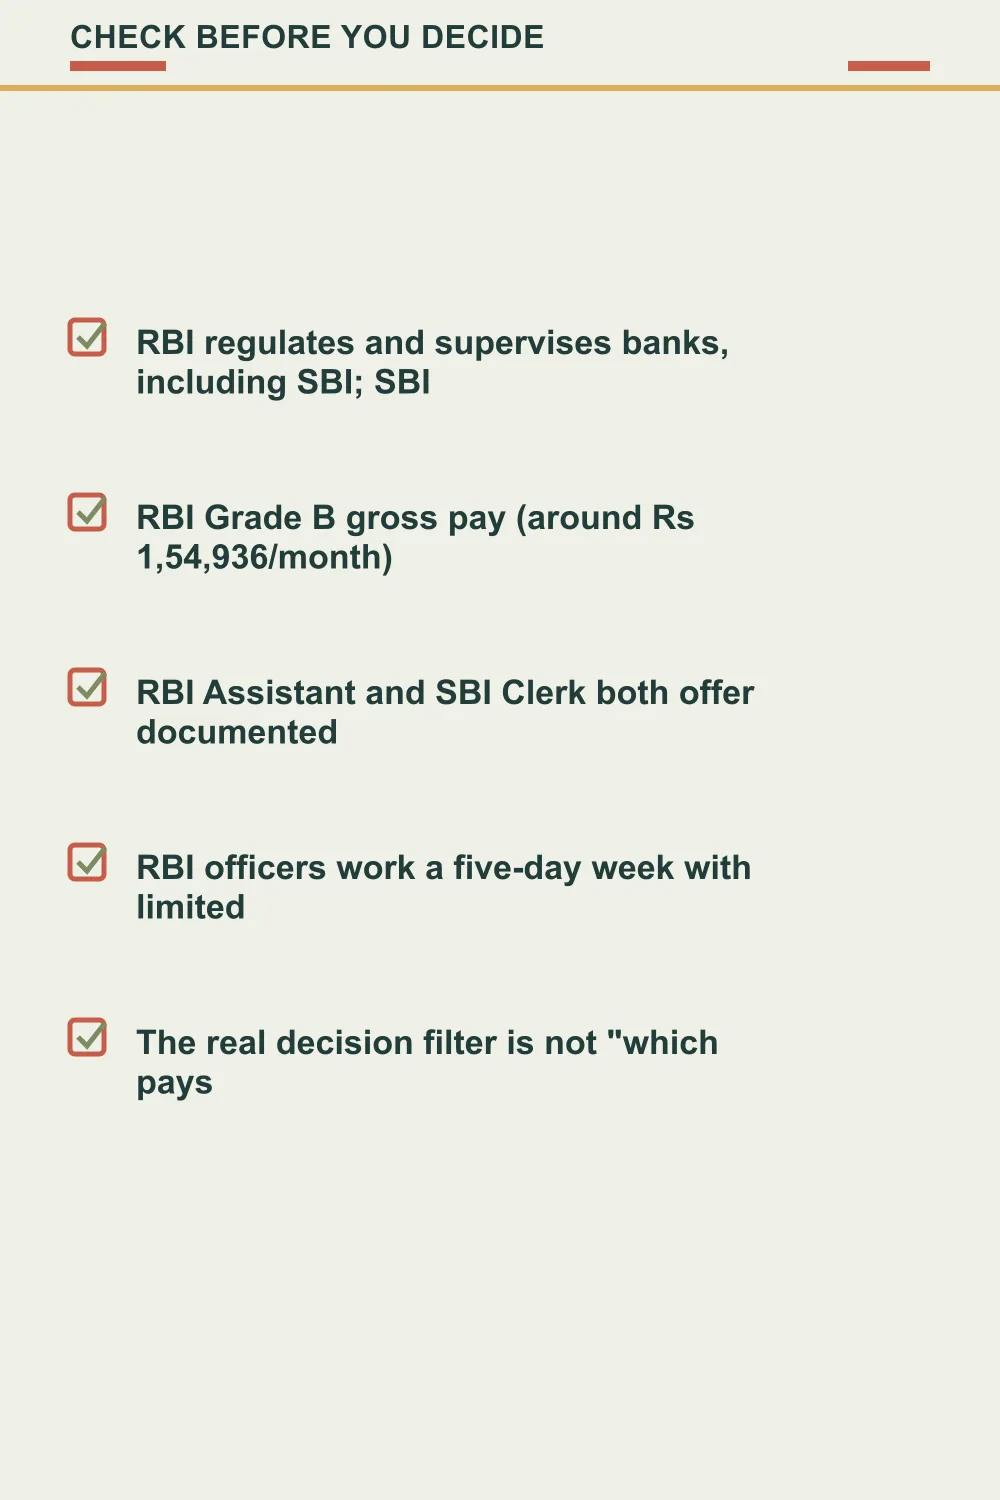 CHECK BEFORE YOU DECIDE
RBI regulates and supervises banks,
including SBI; SBI
RBI Grade B gross pay (around Rs
1,54,936/month)
RBI Assistant and SBI Clerk both offer
documented
RBI officers work a five-day week with
limited
The real decision filter is not "which
pays